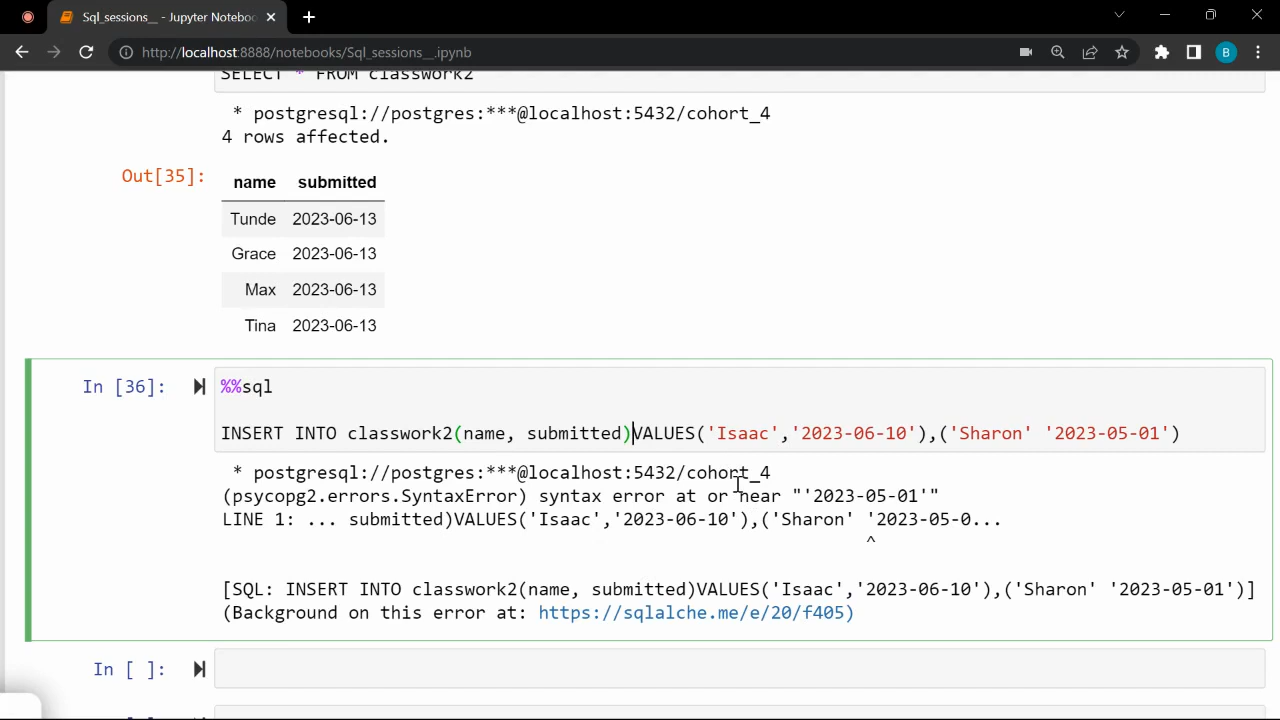 Sql_sessions__ - Jupyter Notebook
http://localhost:8888/notebooks/Sql_sessions__.ipynb
B
SELECT * FROM classwork2
* postgresql://postgres:***@localhost:5432/cohort_4
4 rows affected.
Out[35]:
name submitted
Tunde 2023-06-13
Grace 2023-06-13
Max 2023-06-13
Tina 2023-06-13
In [36]:
%%sql
INSERT INTO classwork2(name, submitted)VALUES('Isaac','2023-06-10'),('Sharon' '2023-05-01')
* postgresql://postgres:***@localhost:5432/cohort_4
(psycopg2.errors.SyntaxError) syntax error at or near "'2023-05-01'"
LINE 1: ... submitted)VALUES('Isaac','2023-06-10'),('Sharon' '2023-05-0...
^
[SQL: INSERT INTO classwork2(name, submitted)VALUES('Isaac','2023-06-10'),('Sharon' '2023-05-01')]
(Background on this error at: https://sqlalche.me/e/20/f405)
In [ ]: